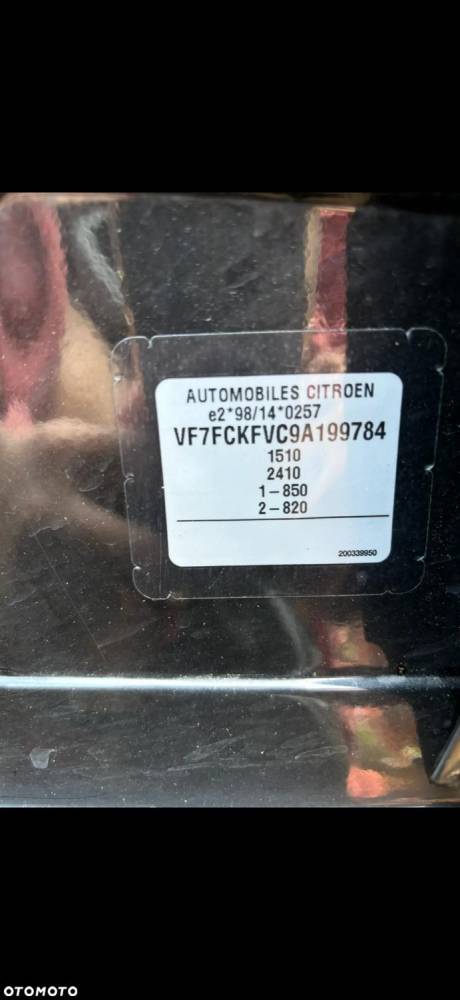 AUTOMOBILES CITROEN
e2*98/14*0257
VF7FCKFVC9A199784
1510
2410
1-850
2-820
200339950
OTOMOTO